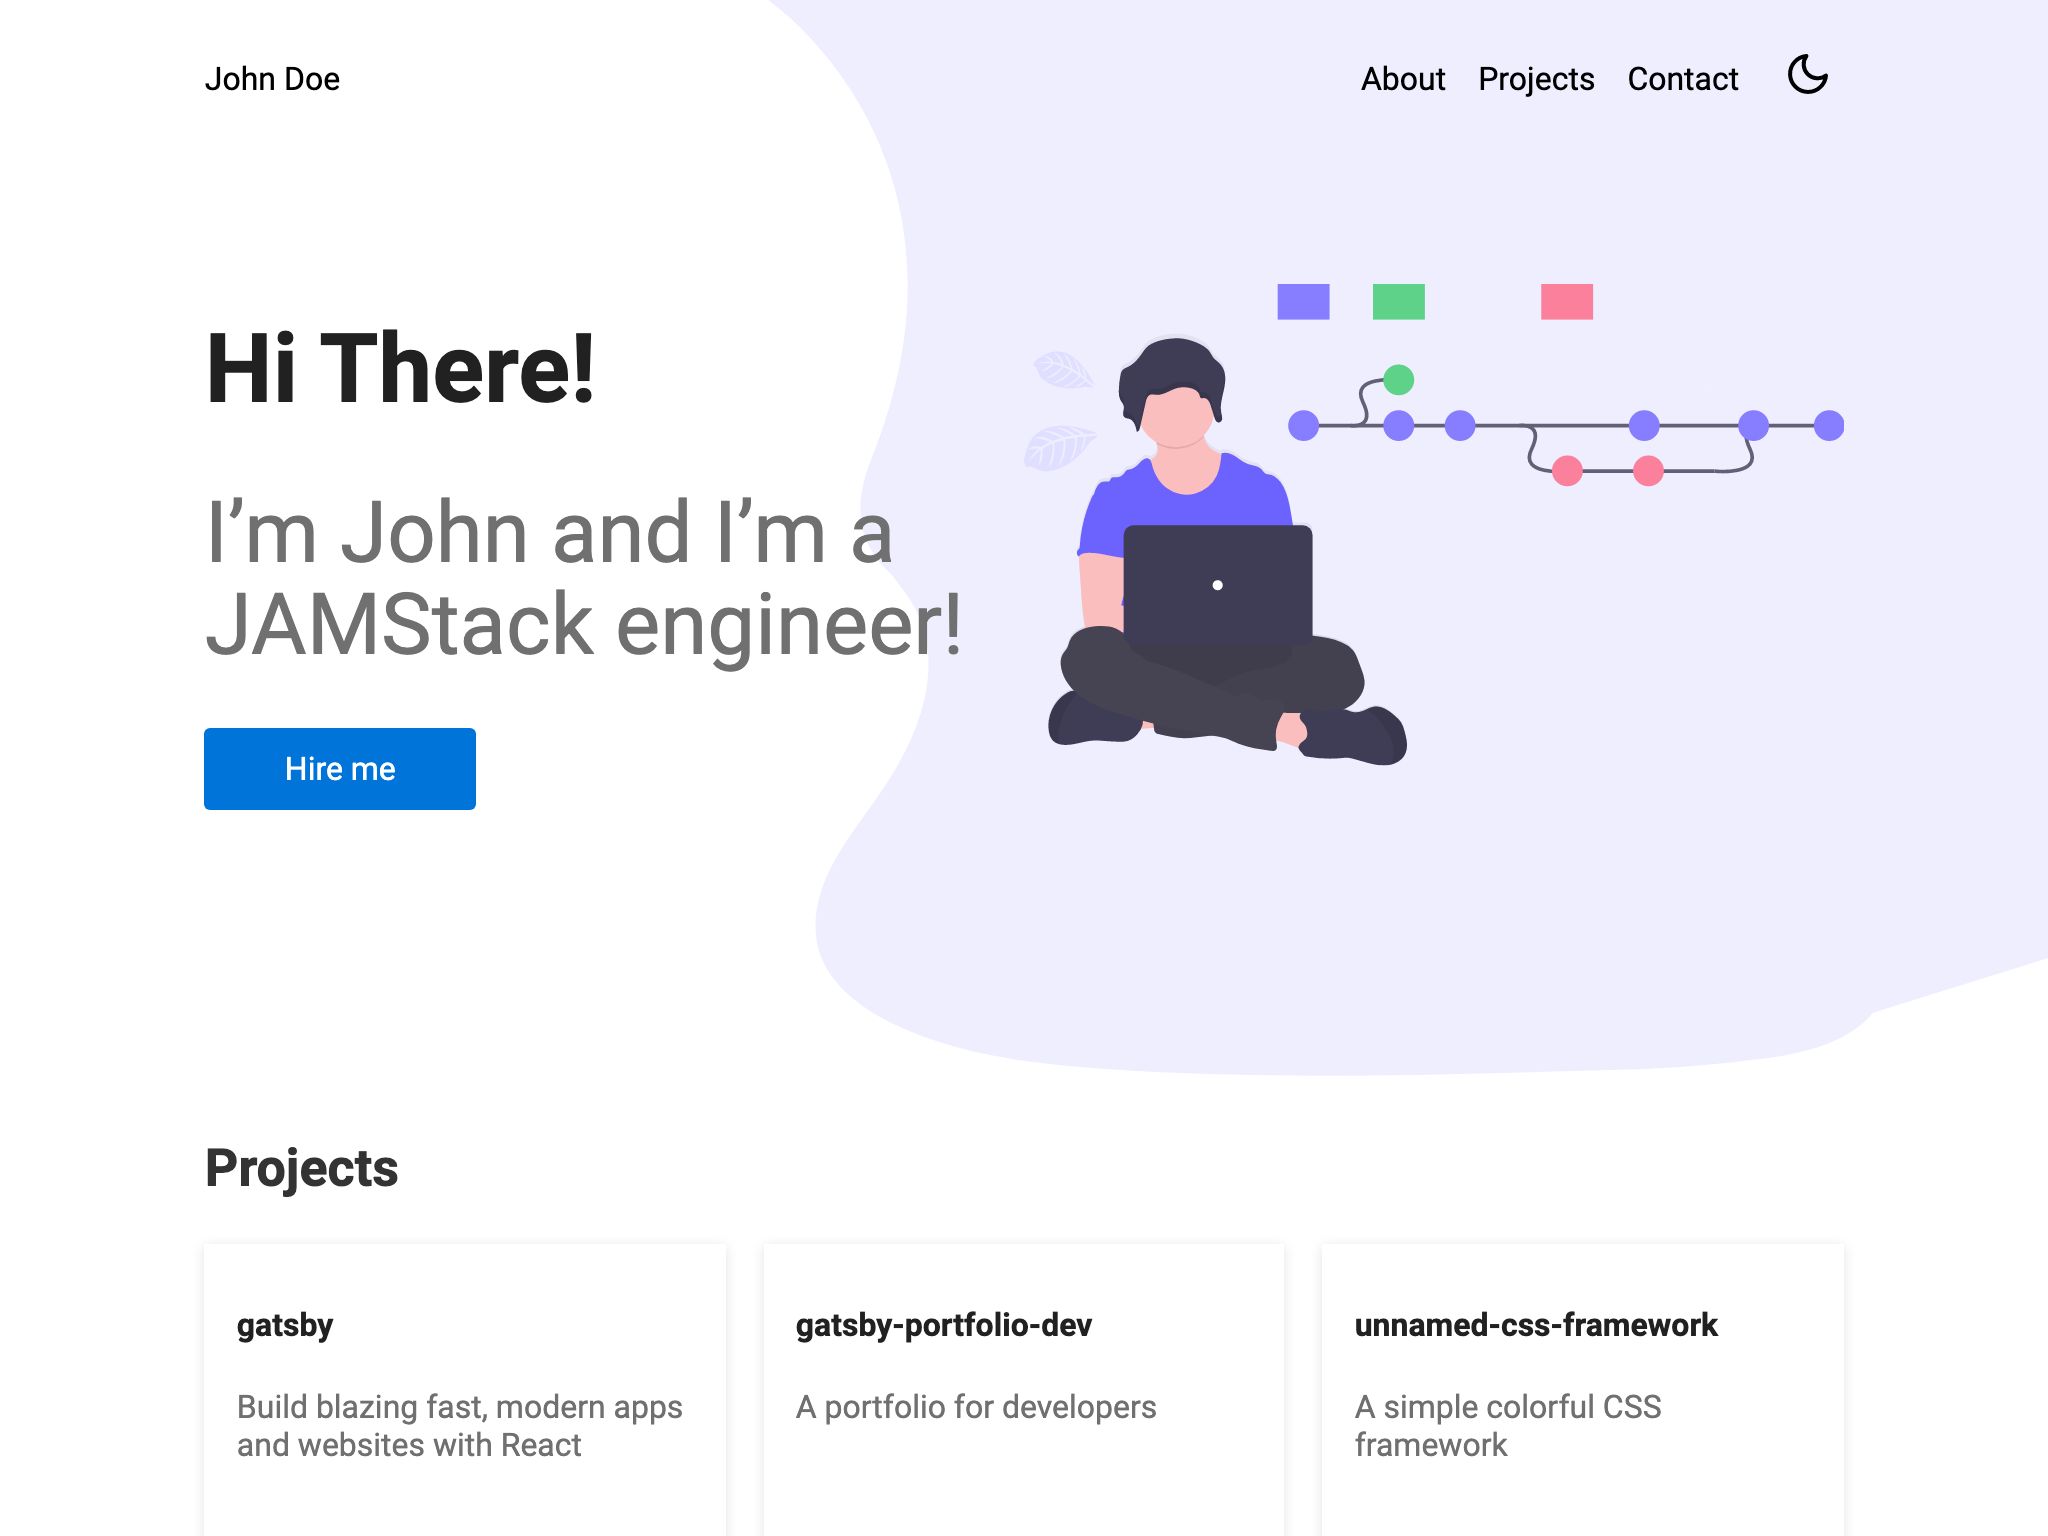 John Doe
About Projects Contact
Hi There!
I’m John and I’m a
JAMStack engineer!
Hire me
Projects
gatsby
Build blazing fast, modern apps
and websites with React
gatsby-portfolio-dev
A portfolio for developers
unnamed-css-framework
A simple colorful CSS
framework